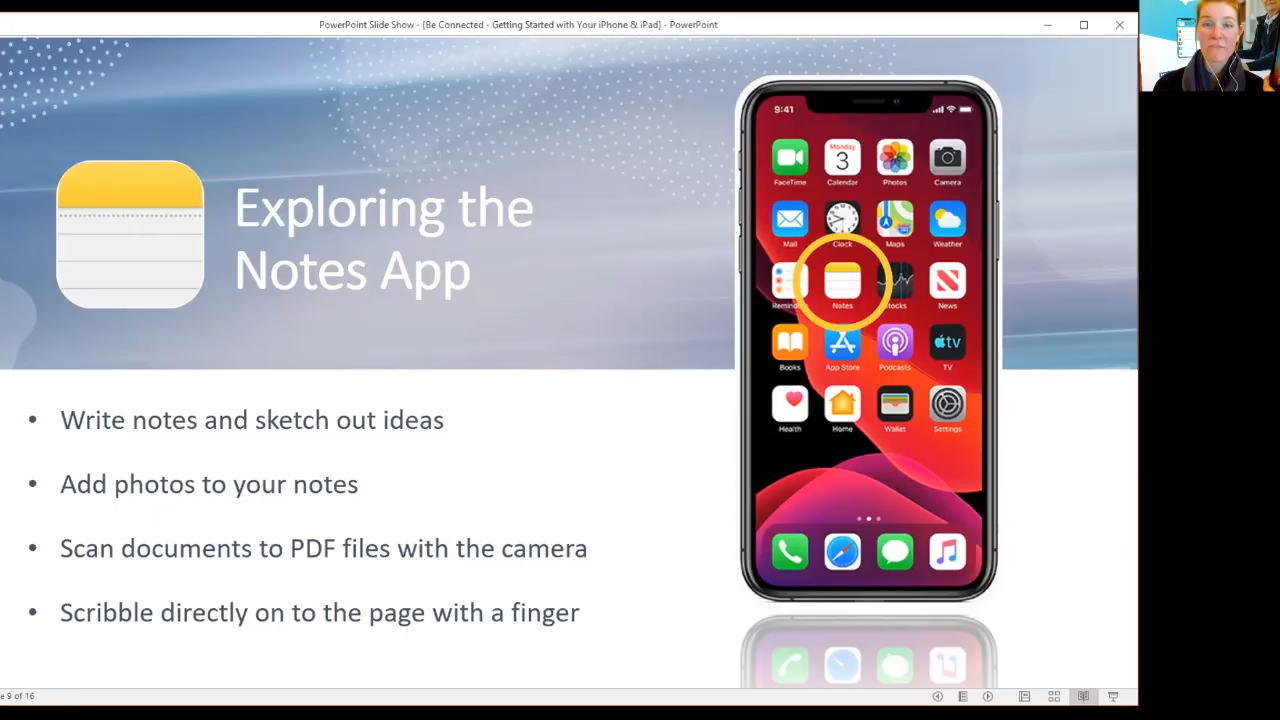 PowerPoint Slide Show - [Be Connected - Getting Started with Your iPhone & iPad] - PowerPoint
Exploring the
Notes App
Write notes and sketch out ideas
Add photos to your notes
Scan documents to PDF files with the camera
Scribble directly on to the page with a finger
9:41
Monday
3
FaceTime Calendar Photos Camera
Mail Clock Maps Weather
Notes News
tv
Books App Store Podcasts TV
Health Home Wallet Settings
e 9 of 16